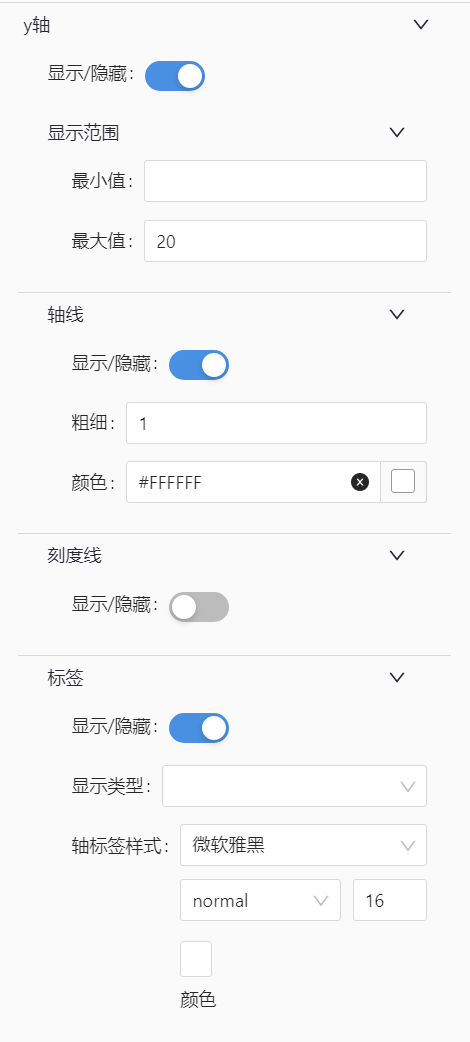 y轴
显示/隐藏：
显示范围
最小值：
最大值： 20
轴线
显示/隐藏：
粗细： 1
颜色： #FFFFFF
刻度线
显示/隐藏：
标签
显示/隐藏：
显示类型：
轴标签样式： 微软雅黑
normal 16
颜色